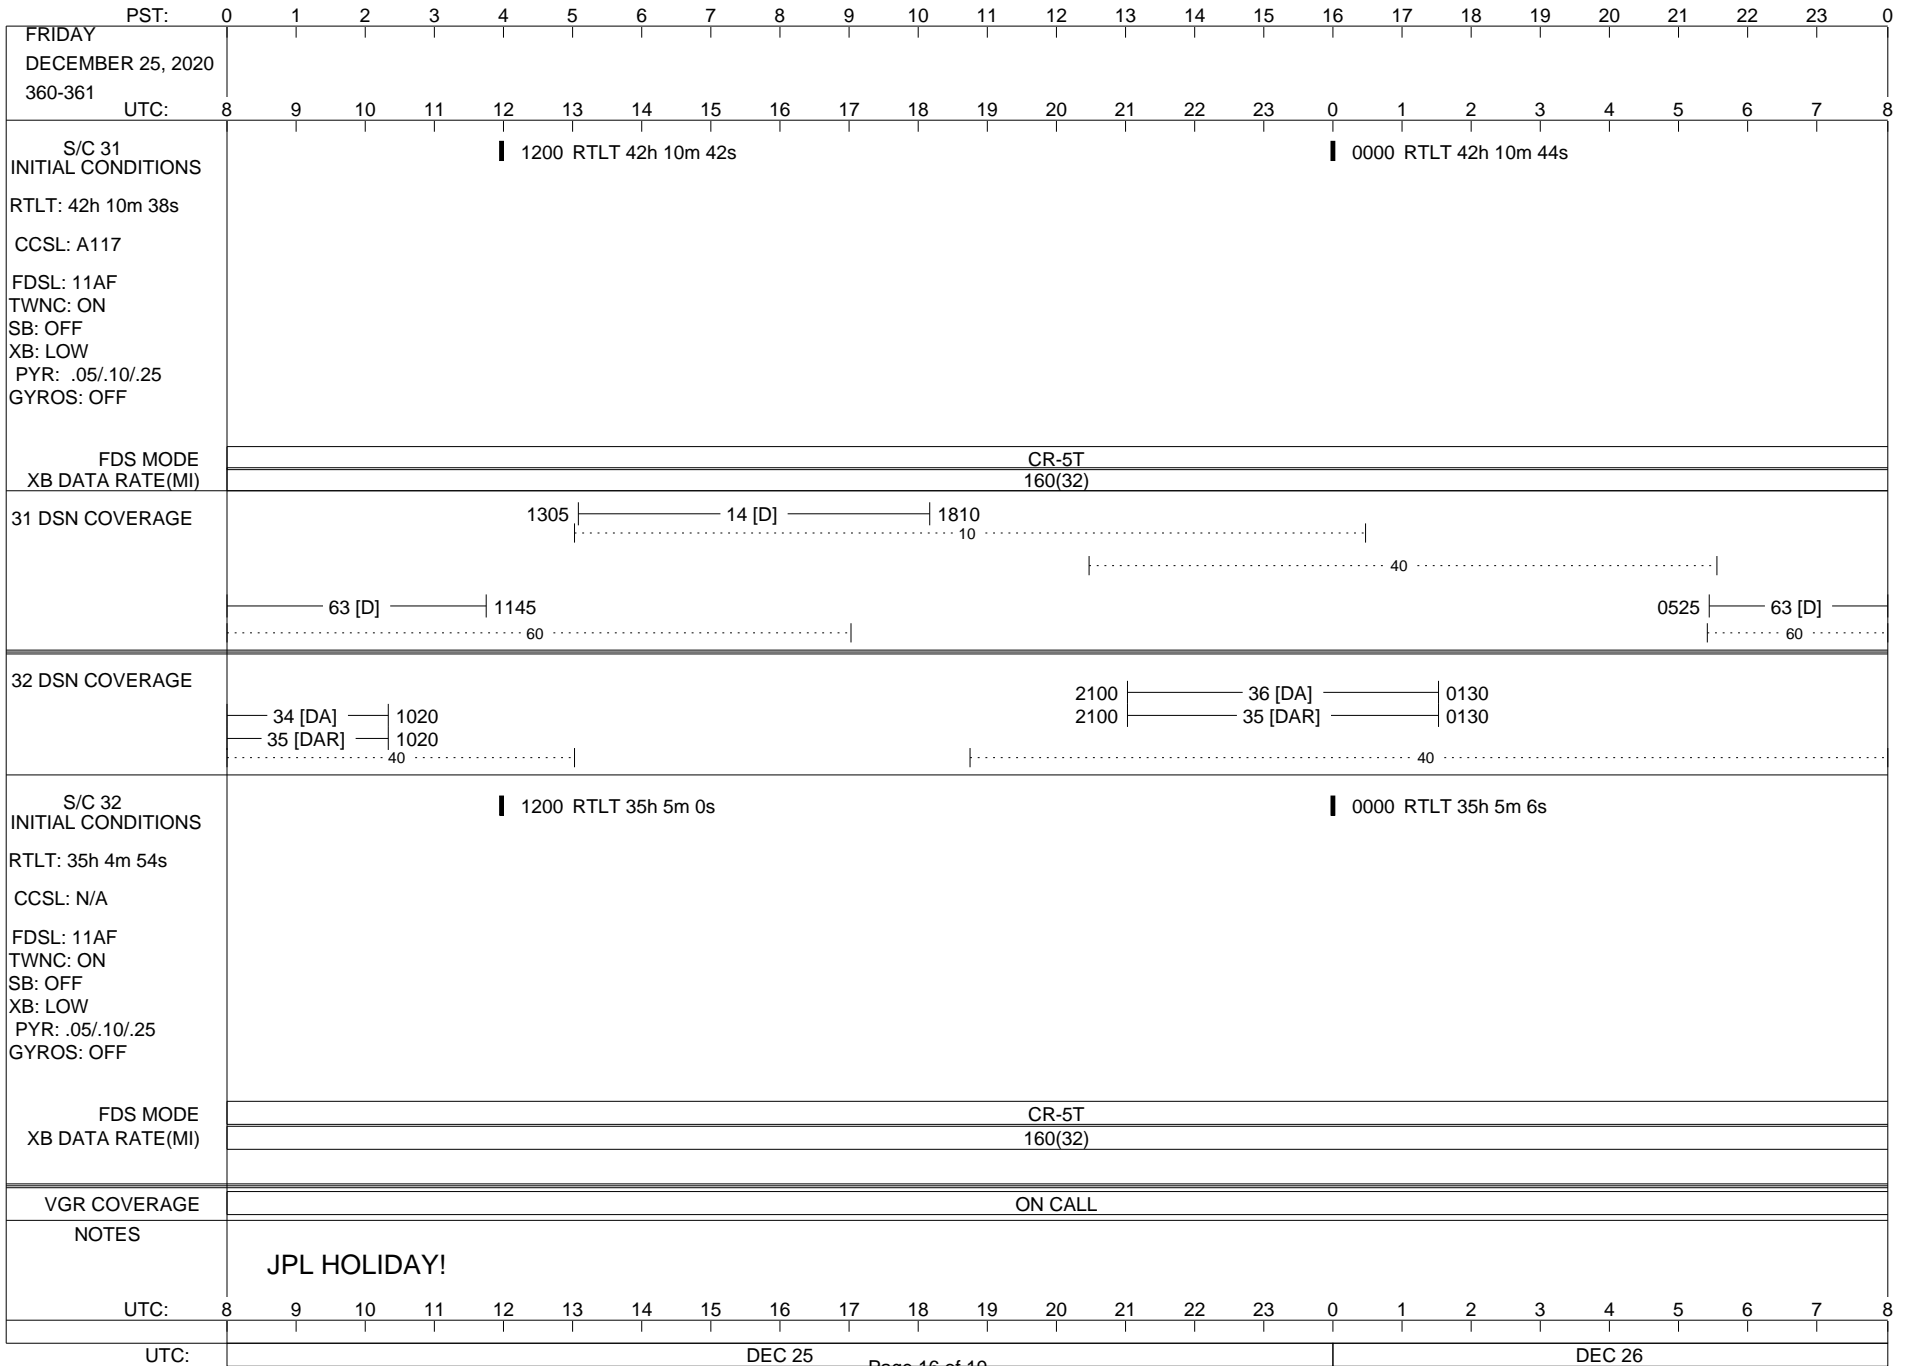 PST: 0 1 2 3 4 5 6 7 8 9 10 11 12 13 14 15 16 17 18 19 20 21 22 23 0
FRIDAY
DECEMBER 25, 2020
360-361
UTC: 8 9 10 11 12 13 14 15 16 17 18 19 20 21 22 23 0 1 2 3 4 5 6 7 8
S/C 31
INITIAL CONDITIONS
1200 RTLT 42h 10m 42s
0000 RTLT 42h 10m 44s
RTLT: 42h 10m 38s
CCSL: A117
FDSL: 11AF
TWNC: ON
SB: OFF
XB: LOW
PYR: .05/.10/.25
GYROS: OFF
FDS MODE CR-5T
XB DATA RATE(MI) 160(32)
31 DSN COVERAGE
1305 14 [D] 1810
10
40
63 [D] 1145
0525 63 [D]
60
60
32 DSN COVERAGE
2100 36 [DA] 0130
34 [DA] 1020
2100 35 [DAR] 0130
35 [DAR] 1020
40
40
S/C 32
INITIAL CONDITIONS
1200 RTLT 35h 5m 0s
0000 RTLT 35h 5m 6s
RTLT: 35h 4m 54s
CCSL: N/A
FDSL: 11AF
TWNC: ON
SB: OFF
XB: LOW
PYR: .05/.10/.25
GYROS: OFF
FDS MODE CR-5T
XB DATA RATE(MI) 160(32)
VGR COVERAGE ON CALL
NOTES
JPL HOLIDAY!
UTC: 8 9 10 11 12 13 14 15 16 17 18 19 20 21 22 23 0 1 2 3 4 5 6 7 8
UTC: DEC 25 DEC 26
Page 16 of 19